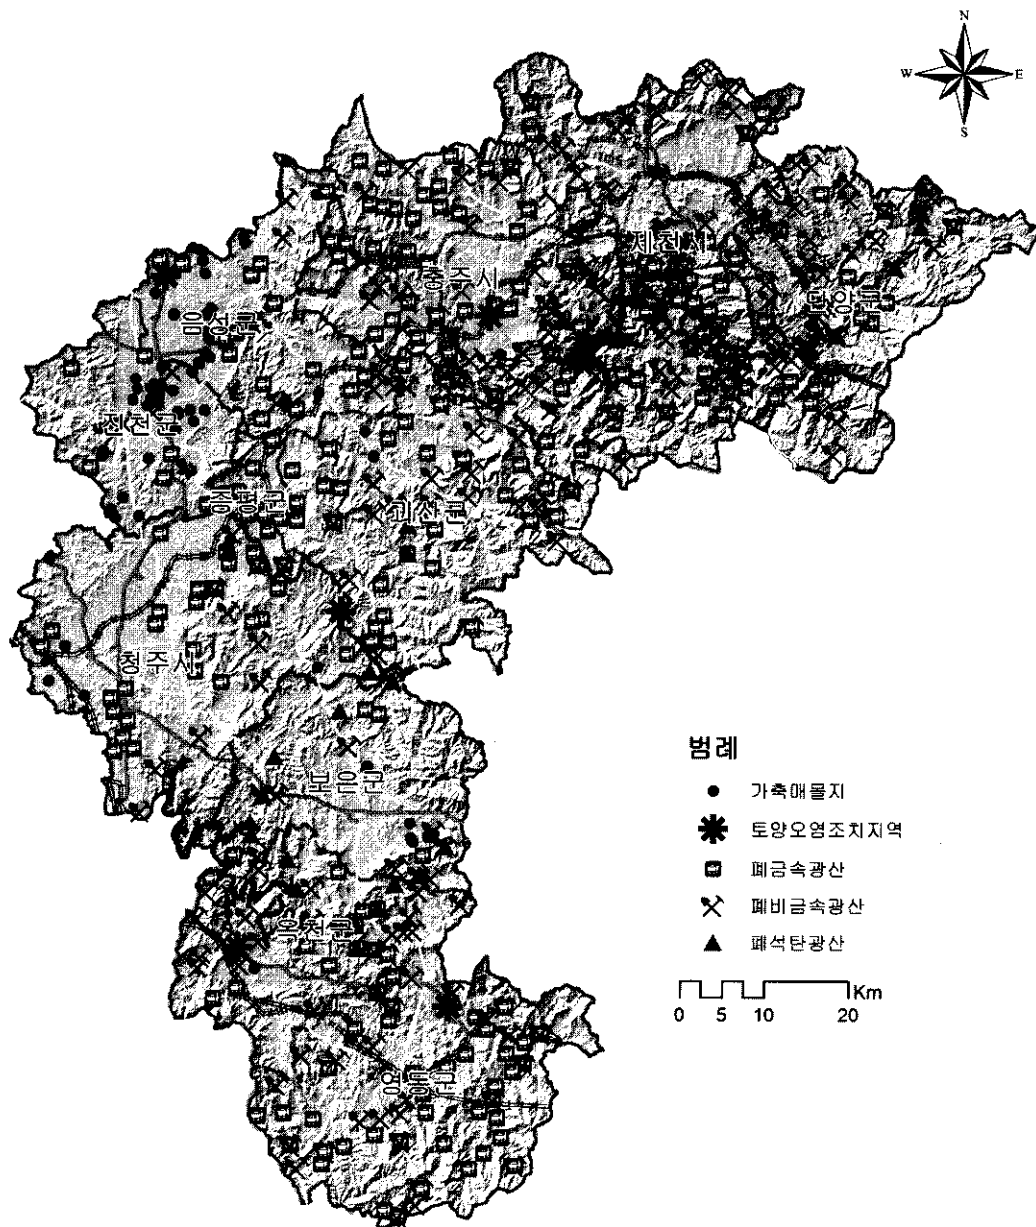 N
W E
S
제천시
충주시
단양군
음성군
진천군
증평군
괴산군
청주시
보은군
옥천군
영동군
범례
가축매몰지
토양오염조치지역
폐금속광산
폐비금속광산
폐석탄광산
Km
0 5 10 20